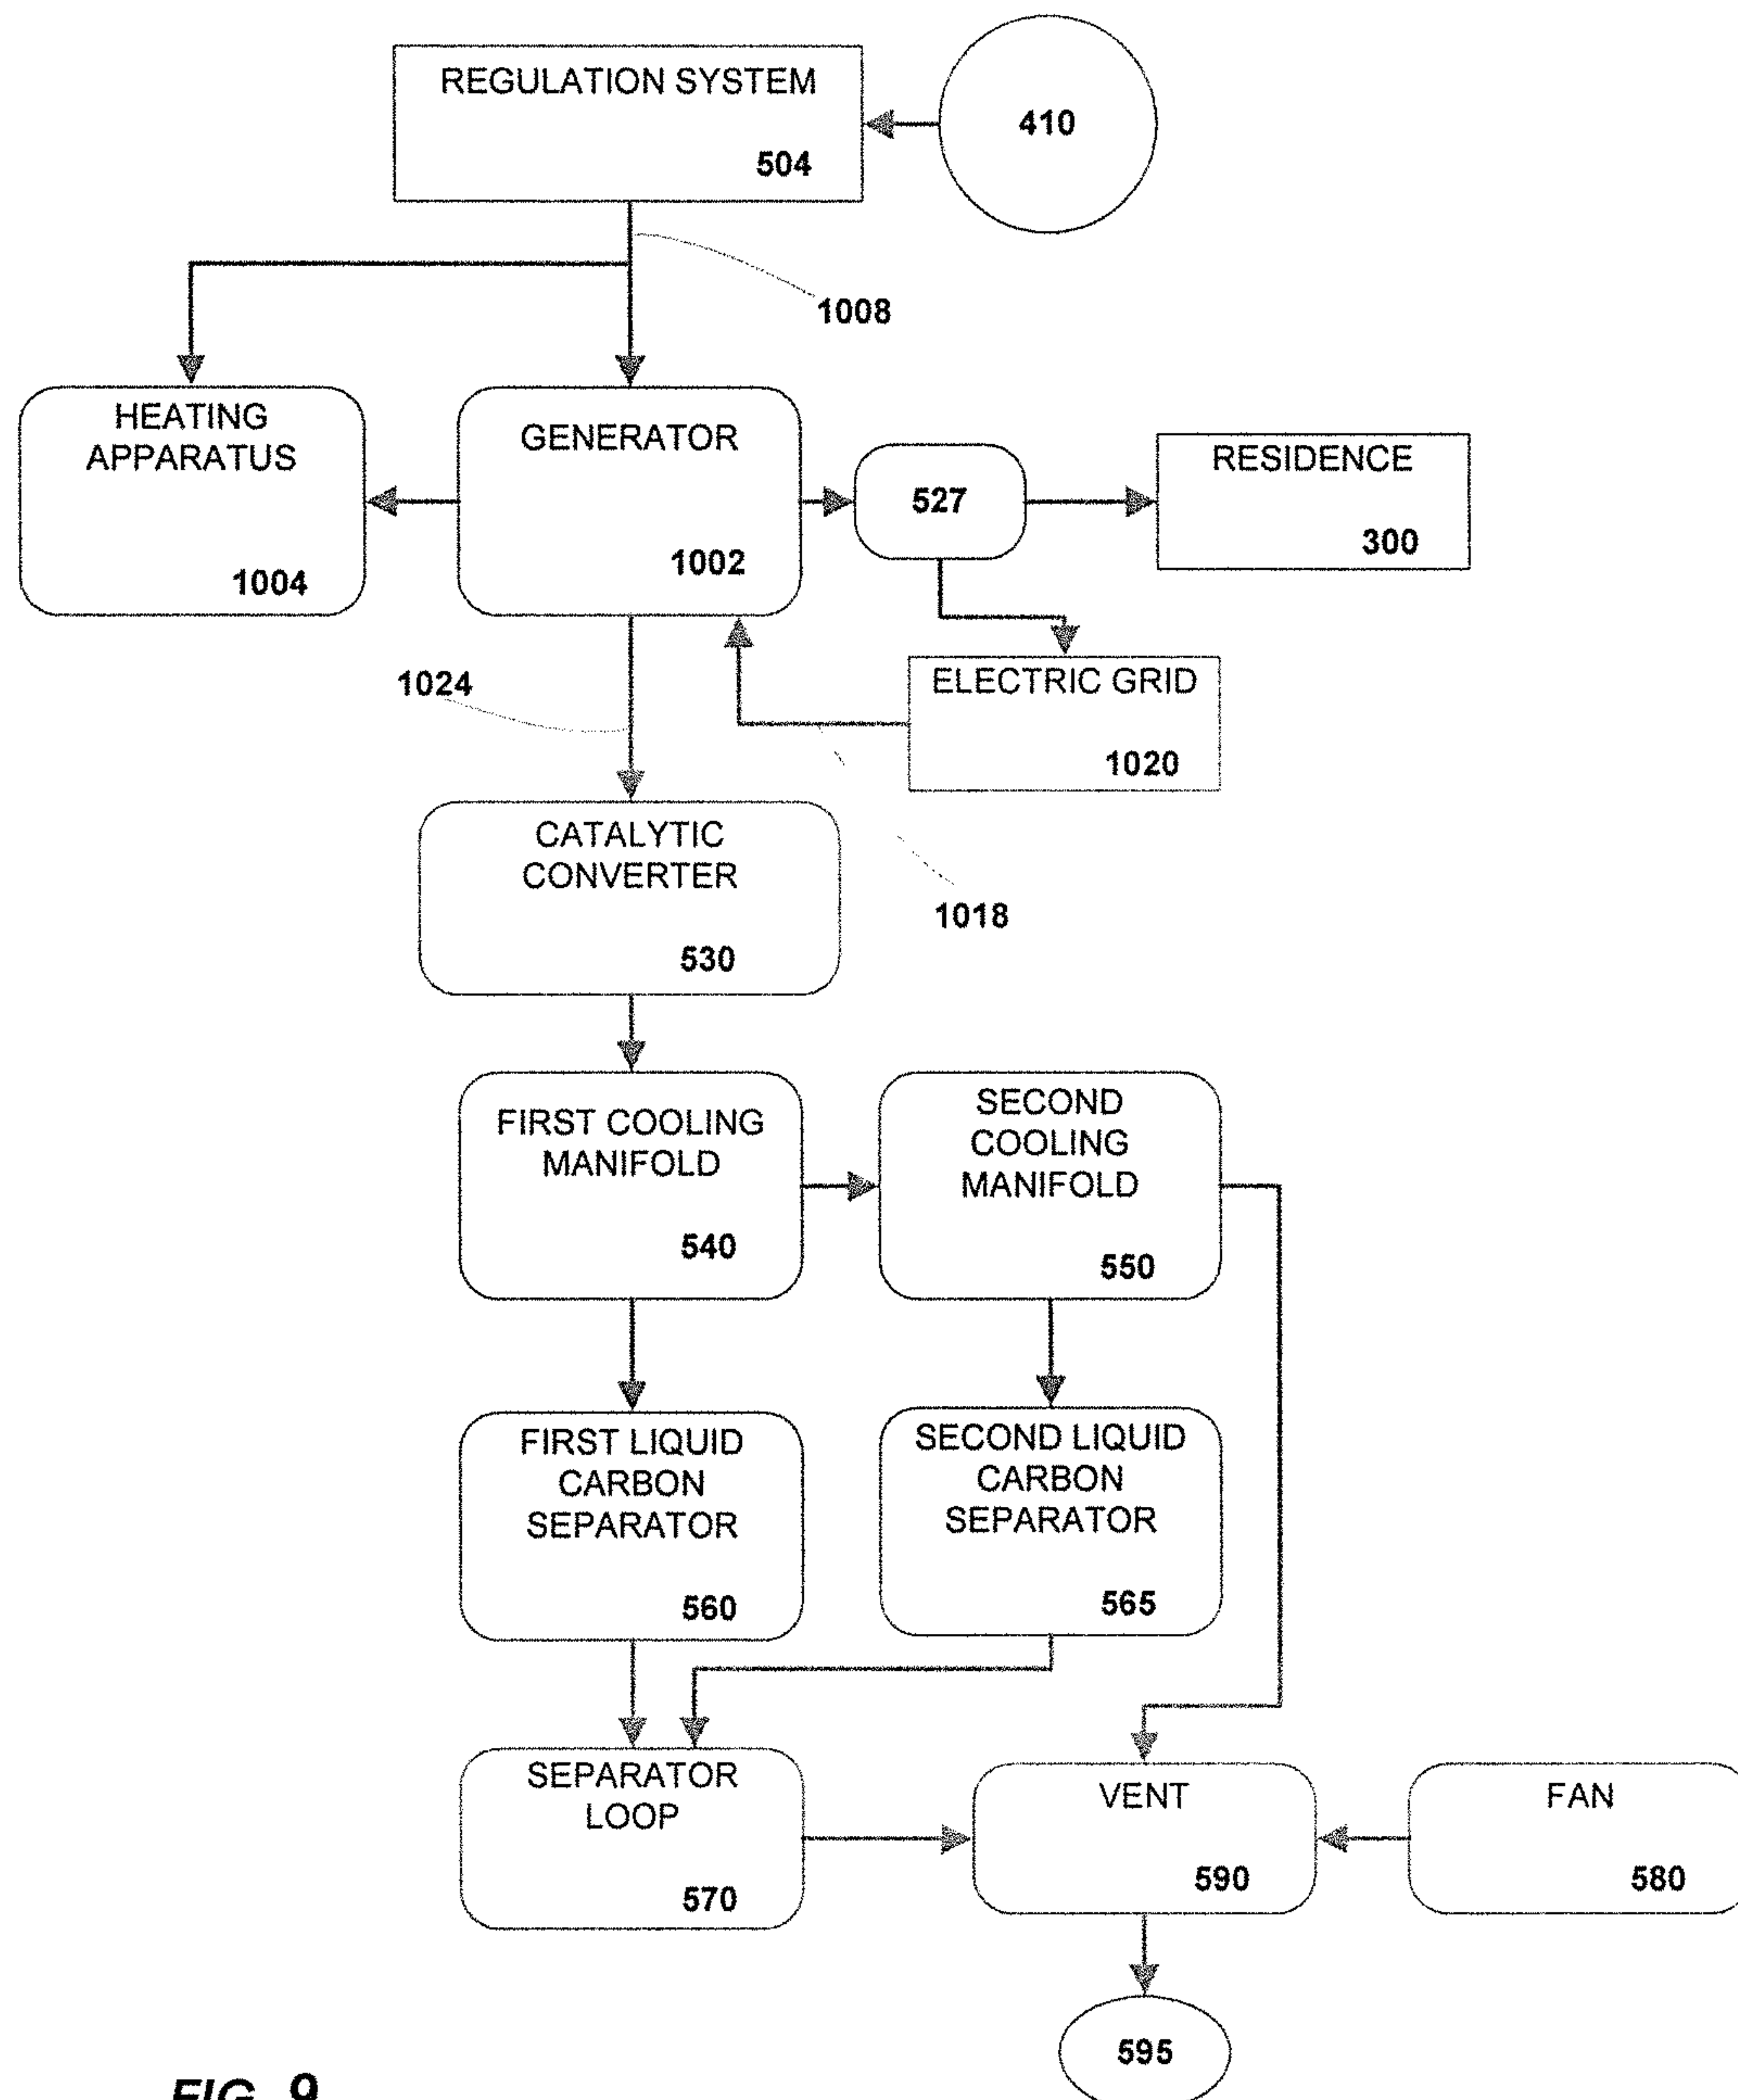 REGULATION SYSTEM
504
410
1008
HEATING
APPARATUS
1004
GENERATOR
1002
527
RESIDENCE
300
1024
ELECTRIC GRID
1020
1018
CATALYTIC
CONVERTER
530
FIRST COOLING
MANIFOLD
540
SECOND
COOLING
MANIFOLD
550
FIRST LIQUID
CARBON
SEPARATOR
560
SECOND LIQUID
CARBON
SEPARATOR
565
SEPARATOR
LOOP
570
VENT
590
FAN
580
595
FIG. 9